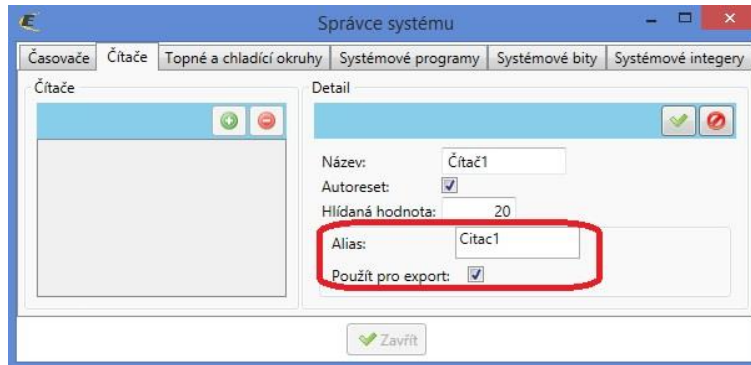 Správce systému
Časovače Čítače Topné a chladící okruhy Systémové programy Systémové bity Systémové integery
Čítače
Detail
Název: Čítač1
Autoreset:
Hlídaná hodnota: 20
Alias: Citac1
Použít pro export:
Zavřít